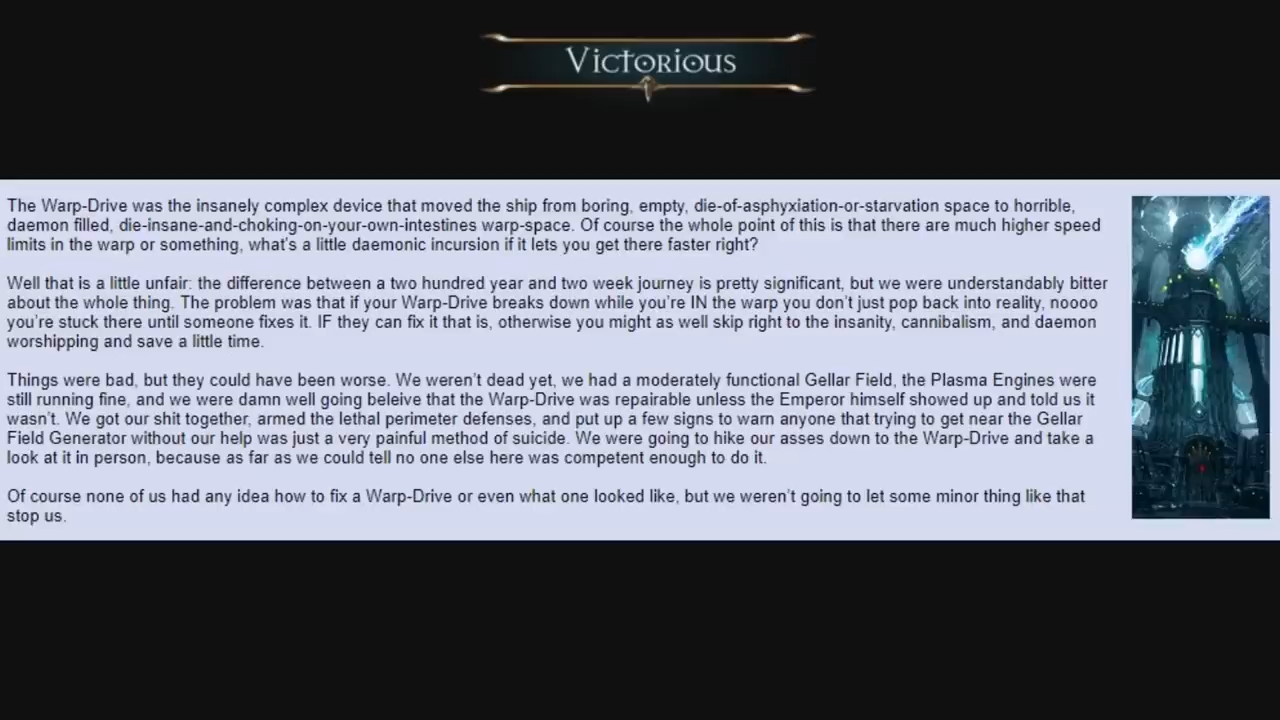 Victorious
The Warp-Drive was the insanely complex device that moved the ship from boring, empty, die-of-asphyxiation-or-starvation space to horrible,
daemon filled, die-insane-and-choking-on-your-own-intestines warp-space. Of course the whole point of this is that there are much higher speed
limits in the warp or something, what's a little daemonic incursion if it lets you get there faster right?
Well that is a little unfair: the difference between a two hundred year and two week journey is pretty significant, but we were understandably bitter
about the whole thing. The problem was that if your Warp-Drive breaks down while you're IN the warp you don't just pop back into reality, noooo
you're stuck there until someone fixes it. IF they can fix it that is, otherwise you might as well skip right to the insanity, cannibalism, and daemon
worshipping and save a little time.
Things were bad, but they could have been worse. We weren't dead yet, we had a moderately functional Gellar Field, the Plasma Engines were
still running fine, and we were damn well going beleive that the Warp-Drive was repairable unless the Emperor himself showed up and told us it
wasn't. We got our shit together, armed the lethal perimeter defenses, and put up a few signs to warn anyone that trying to get near the Gellar
Field Generator without our help was just a very painful method of suicide. We were going to hike our asses down to the Warp-Drive and take a
look at it in person, because as far as we could tell no one else here was competent enough to do it.
Of course none of us had any idea how to fix a Warp-Drive or even what one looked like, but we weren't going to let some minor thing like that
stop us.